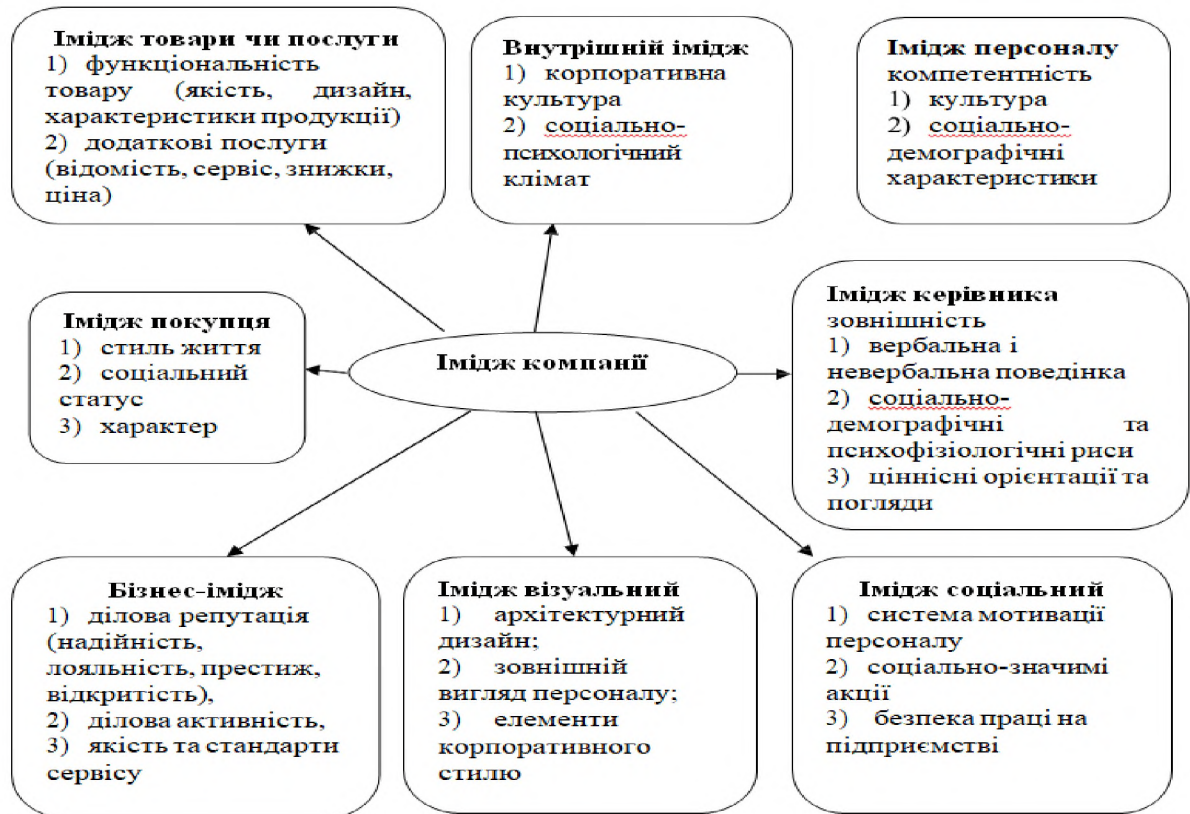 Імідж товари чи послуги
1) функціональність
товару (якість, дизайн,
характеристики продукції)
2) додаткові послуги
(відомість, сервіс, знижки,
ціна)
Внутрішній імідж
1) корпоративна
культура
2) соціально-
психологічний
клімат
Імідж персоналу
компетентність
1) культура
2) соціально-
демографічні
характеристики
Імідж покупця
1) стиль життя
2) соціальний
статус
3) характер
Імідж компанії
Імідж керівника
зовнішність
1) вербальна і
невербальна поведінка
2) соціально-
демографічні та
психофізіологічні риси
3) ціннісні орієнтації та
погляди
Бізнес-імідж
1) ділова репутація
(надійність,
лояльність, престиж,
відкритість),
2) ділова активність,
3) якість та стандарти
сервісу
Імідж візуальний
1) архітектурний
дизайн;
2) зовнішній
вигляд персоналу;
3) елементи
корпоративного
стилю
Імідж соціальний
1) система мотивації
персоналу
2) соціально-значимі
акції
3) безпека праці на
підприємстві